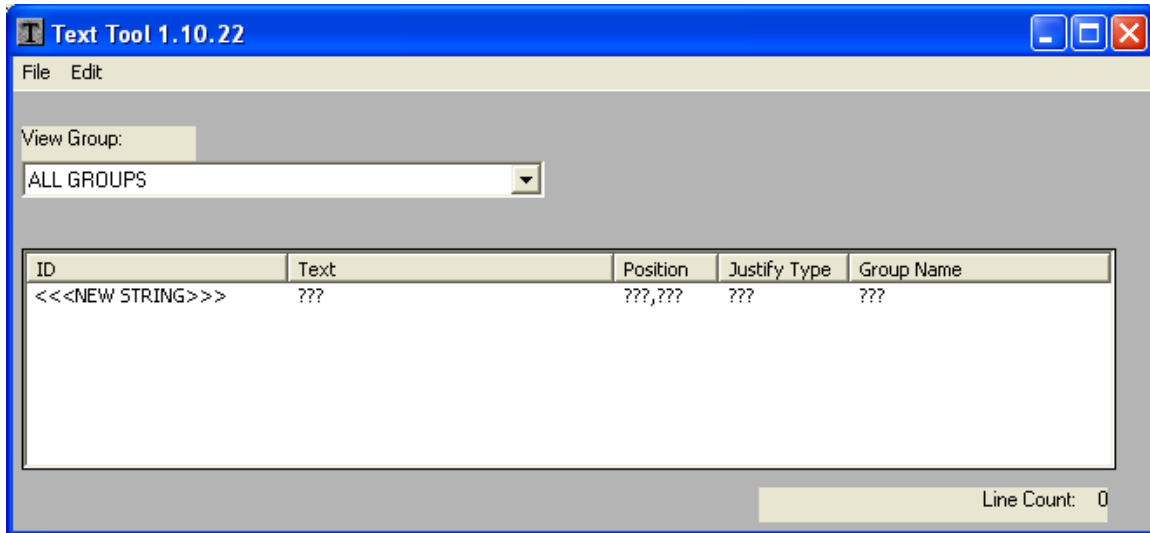 Text Tool 1.10.22
File Edit
View Group:
ALL GROUPS
ID Text Position Justify Type Group Name
<<<NEW STRING>>> ??? ???,??? ??? ???
Line Count: 0